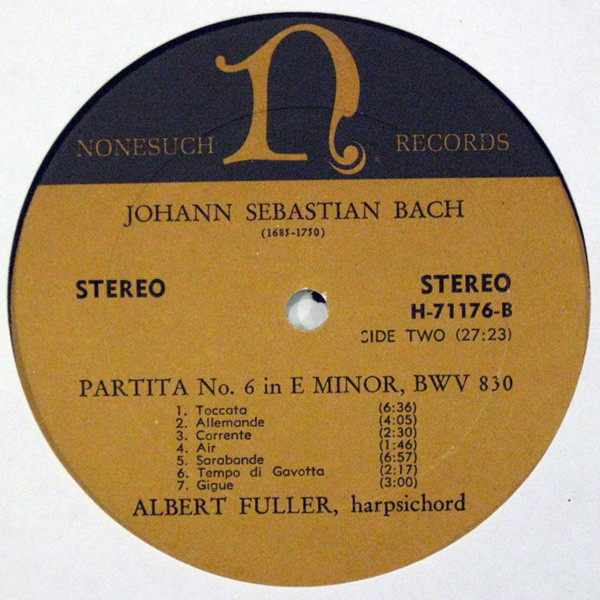 n
NONESUCH RECORDS
JOHANN SEBASTIAN BACH
(1685-1750)
STEREO STEREO
H-71176-B
SIDE TWO (27:23)
PARTITA No. 6 in E MINOR, BWV 830
1. Toccata (6:36)
2. Allemande (4:05)
3. Corrente (2:30)
4. Air (1:46)
5. Sarabande (6:57)
6. Tempo di Gavotta (2:17)
7. Gigue (3:00)
ALBERT FULLER, harpsichord